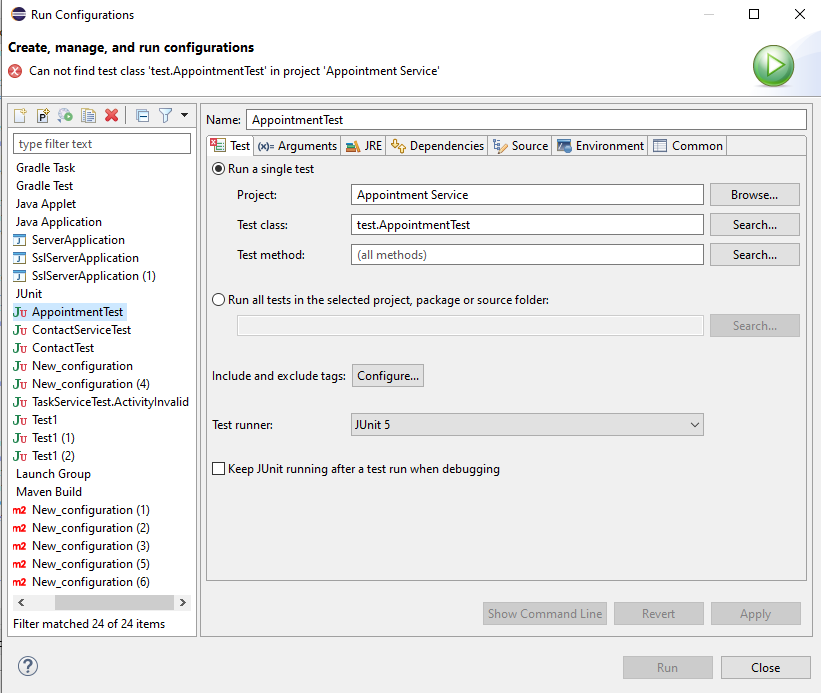 Run Configurations
Create, manage, and run configurations
Can not find test class 'test.AppointmentTest' in project 'Appointment Service'
type filter text
Gradle Task
Gradle Test
Java Applet
Java Application
ServerApplication
SslServerApplication
SslServerApplication (1)
JUnit
AppointmentTest
ContactServiceTest
ContactTest
New_configuration
New_configuration (4)
TaskServiceTest.ActivityInvalid
Test1
Test1 (1)
Test1 (2)
Launch Group
Maven Build
m2 New_configuration (1)
m2 New_configuration (2)
m2 New_configuration (3)
m2 New_configuration (5)
m2 New_configuration (6)
Filter matched 24 of 24 items
Name: AppointmentTest
Test (x)= Arguments JRE Dependencies Source Environment Common
Run a single test
Project: Appointment Service Browse...
Test class: test.AppointmentTest Search...
Test method: (all methods) Search...
Run all tests in the selected project, package or source folder:
Search...
Include and exclude tags: Configure...
Test runner: JUnit 5
Keep JUnit running after a test run when debugging
Show Command Line Revert Apply
? Run Close